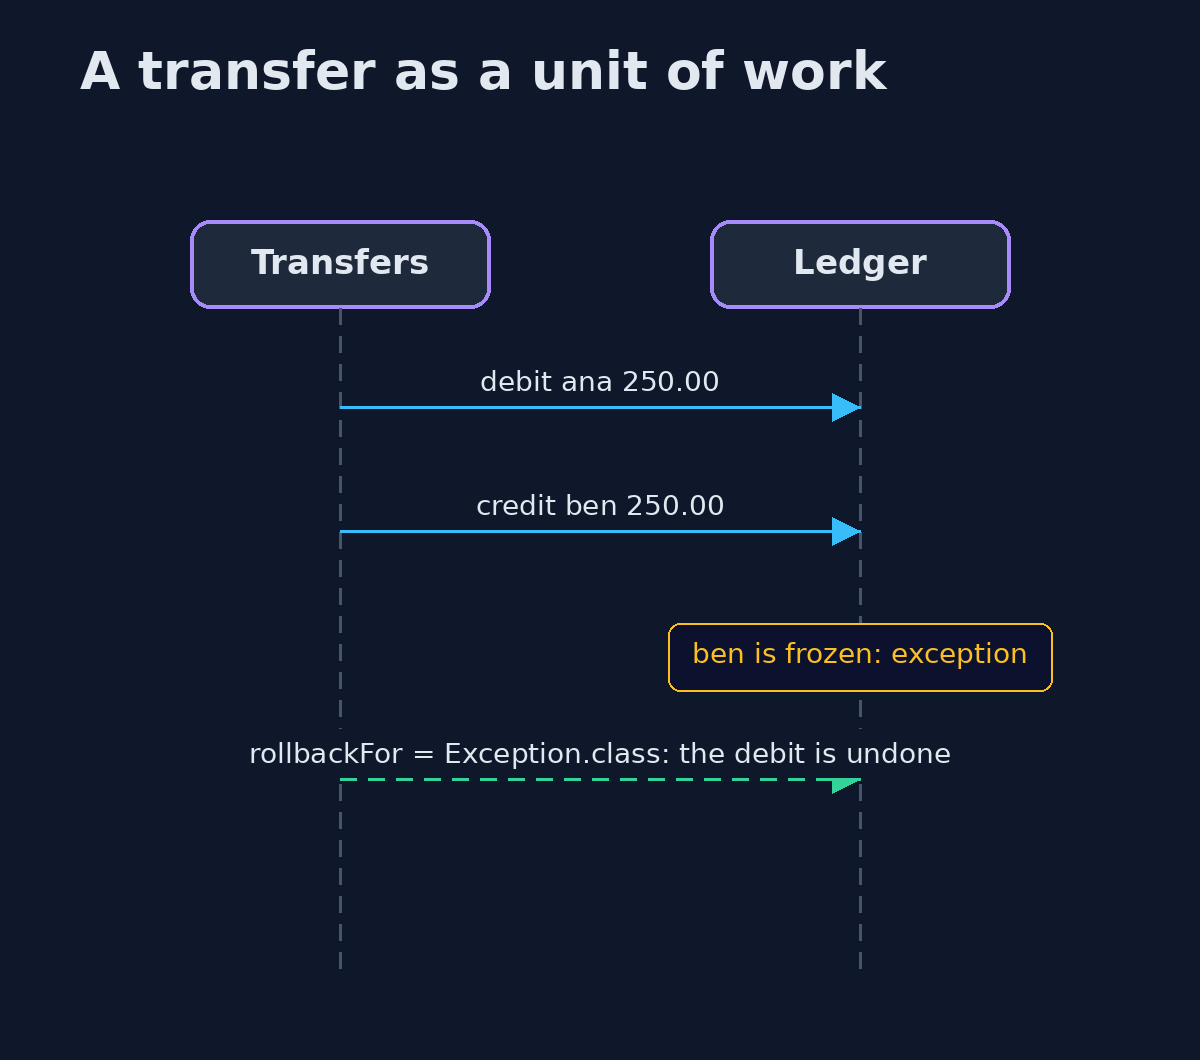 A transfer as a unit of work
Transfers
Ledger
debit ana 250.00
credit ben 250.00
ben is frozen: exception
rollbackFor = Exception.class: the debit is undone